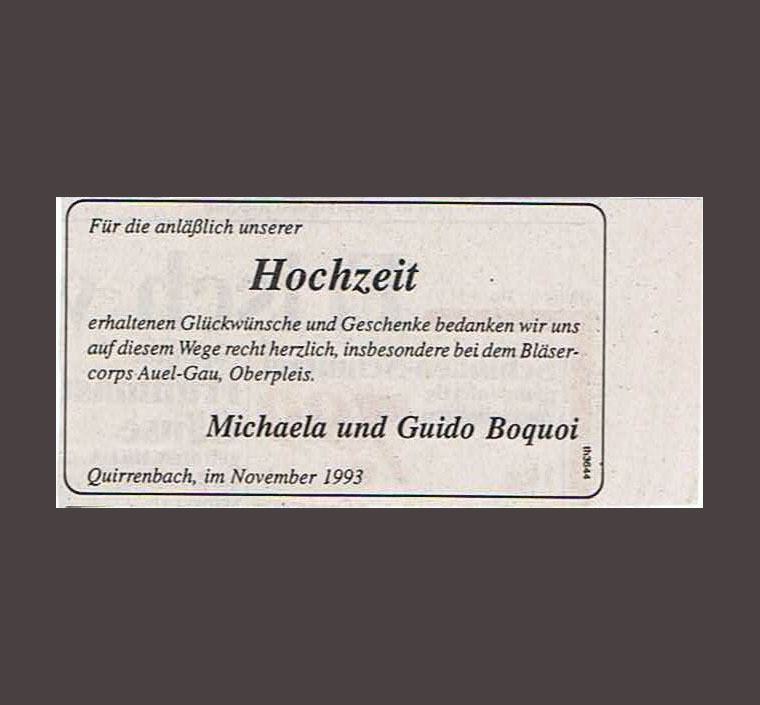 Für die anläßlich unserer
Hochzeit
erhaltenen Glückwünsche und Geschenke bedanken wir uns
auf diesem Wege recht herzlich, insbesondere bei dem Bläser-
corps Auel-Gau, Oberpleis.
Michaela und Guido Boquoi
Quirrenbach, im November 1993
th3644